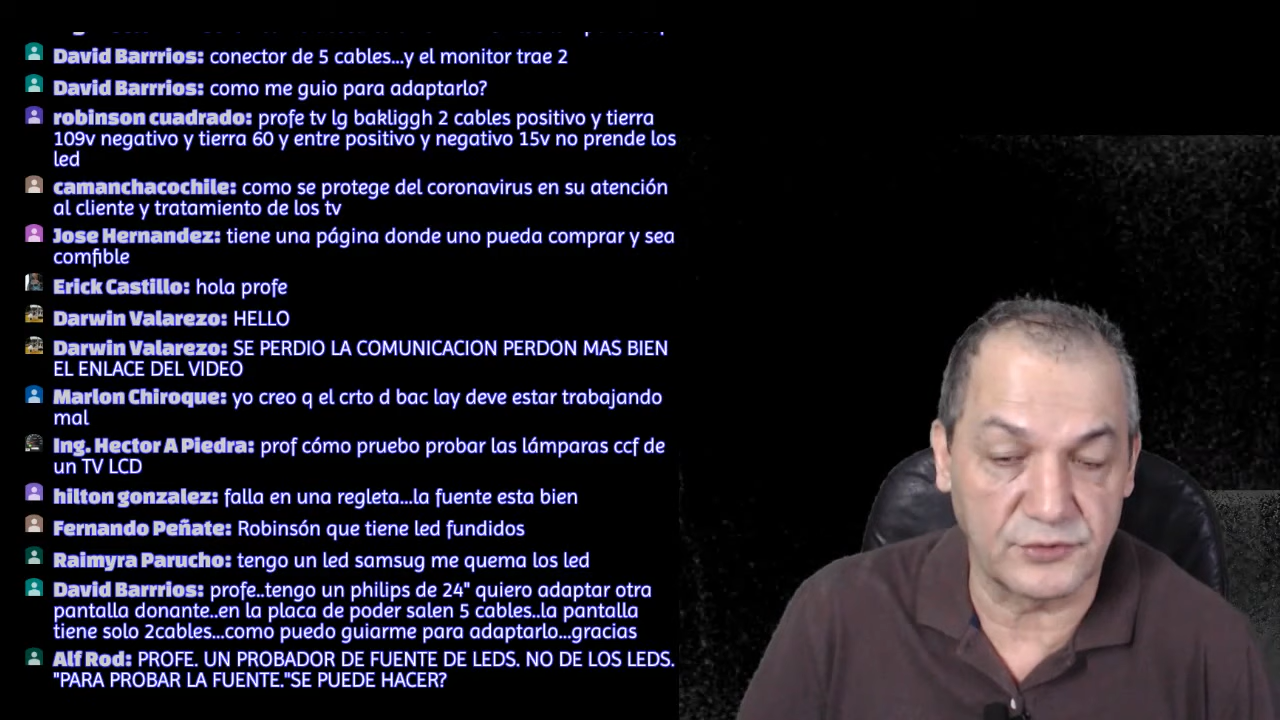 David Barrrios: conector de 5 cables...y el monitor trae 2
David Barrrios: como me guio para adaptarlo?
robinson cuadrado: profe tv lg bakliggh 2 cables positivo y tierra
109v negativo y tierra 60 y entre positivo y negativo 15v no prende los
led
camanchacochile: como se protege del coronavirus en su atención
al cliente y tratamiento de los tv
Jose Hernandez: tiene una página donde uno pueda comprar y sea
comfible
Erick Castillo: hola profe
Darwin Valarezo: HELLO
Darwin Valarezo: SE PERDIO LA COMUNICACION PERDON MAS BIEN
EL ENLACE DEL VIDEO
Marlon Chiroque: yo creo q el crto d bac lay deve estar trabajando
mal
Ing. Hector A Piedra: prof cómo pruebo probar las lámparas ccf de
un TV LCD
hilton gonzalez: falla en una regleta...la fuente esta bien
Fernando Peñate: Robinsón que tiene led fundidos
Raimyra Parucho: tengo un led samsug me quema los led
David Barrrios: profe..tengo un philips de 24" quiero adaptar otra
pantalla donante..en la placa de poder salen 5 cables..la pantalla
tiene solo 2cables...como puedo guiarme para adaptarlo...gracias
Alf Rod: PROFE. UN PROBADOR DE FUENTE DE LEDS. NO DE LOS LEDS.
"PARA PROBAR LA FUENTE."SE PUEDE HACER?